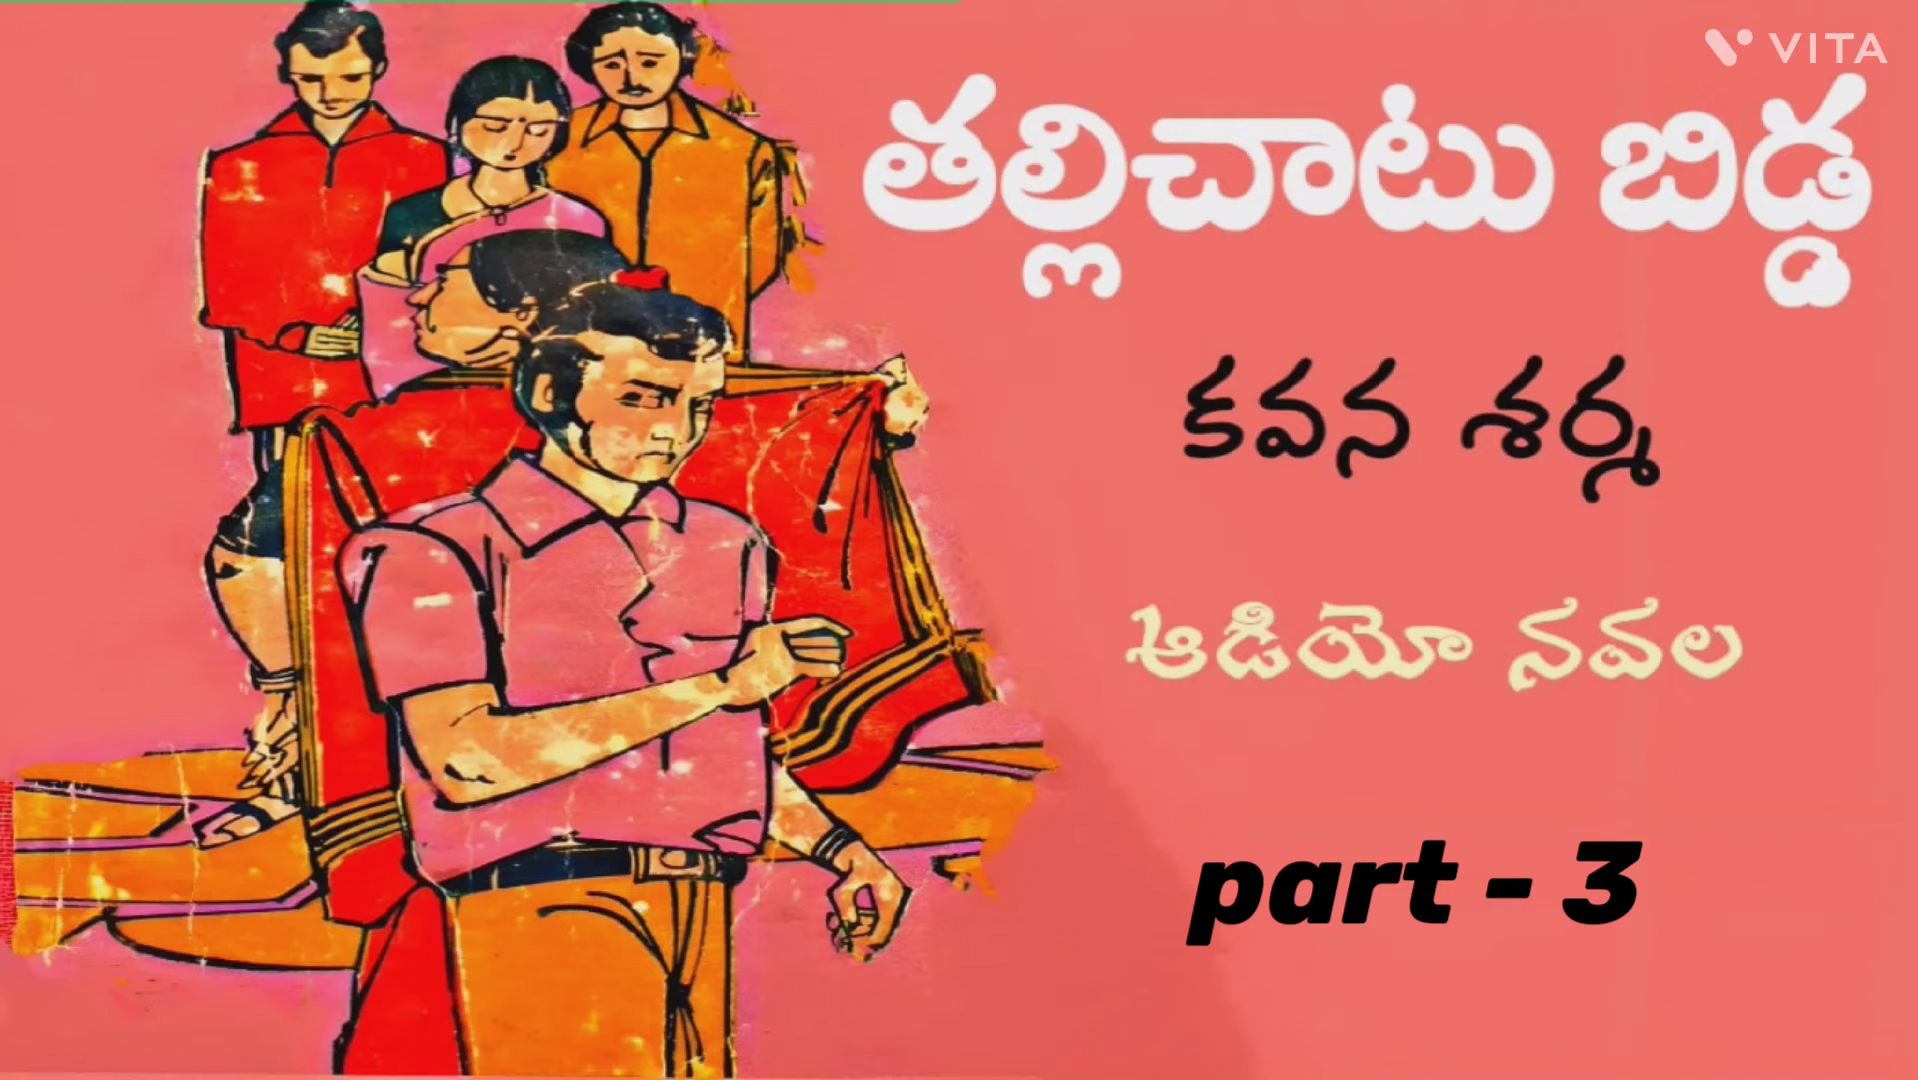 VITA
తల్లిచాటు బిడ్డ
కవన శర్మ
ఆడియో నవల
part - 3